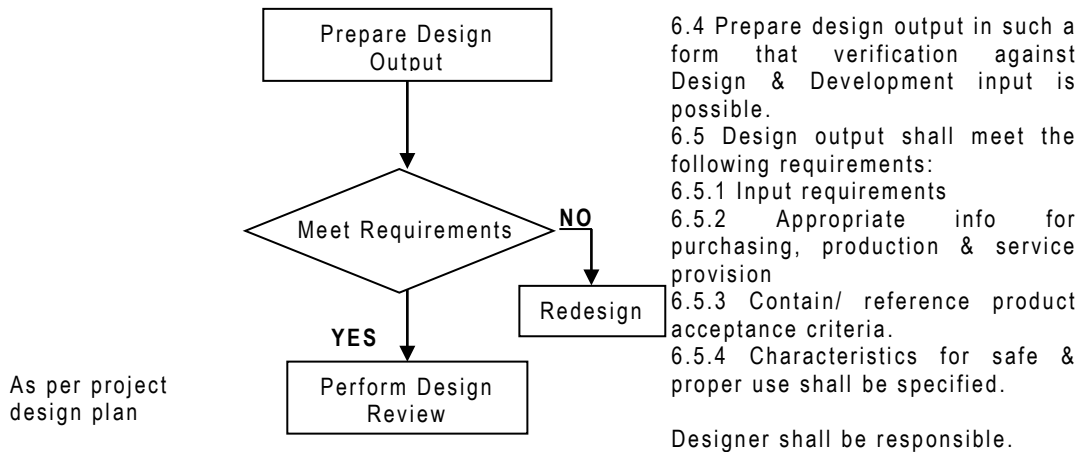 Prepare Design
Output
Meet Requirements
NO
Redesign
YES
As per project
design plan
Perform Design
Review
6.4 Prepare design output in such a
form that verification against
Design & Development input is
possible.
6.5 Design output shall meet the
following requirements:
6.5.1 Input requirements
6.5.2 Appropriate info for
purchasing, production & service
provision
6.5.3 Contain/ reference product
acceptance criteria.
6.5.4 Characteristics for safe &
proper use shall be specified.
Designer shall be responsible.